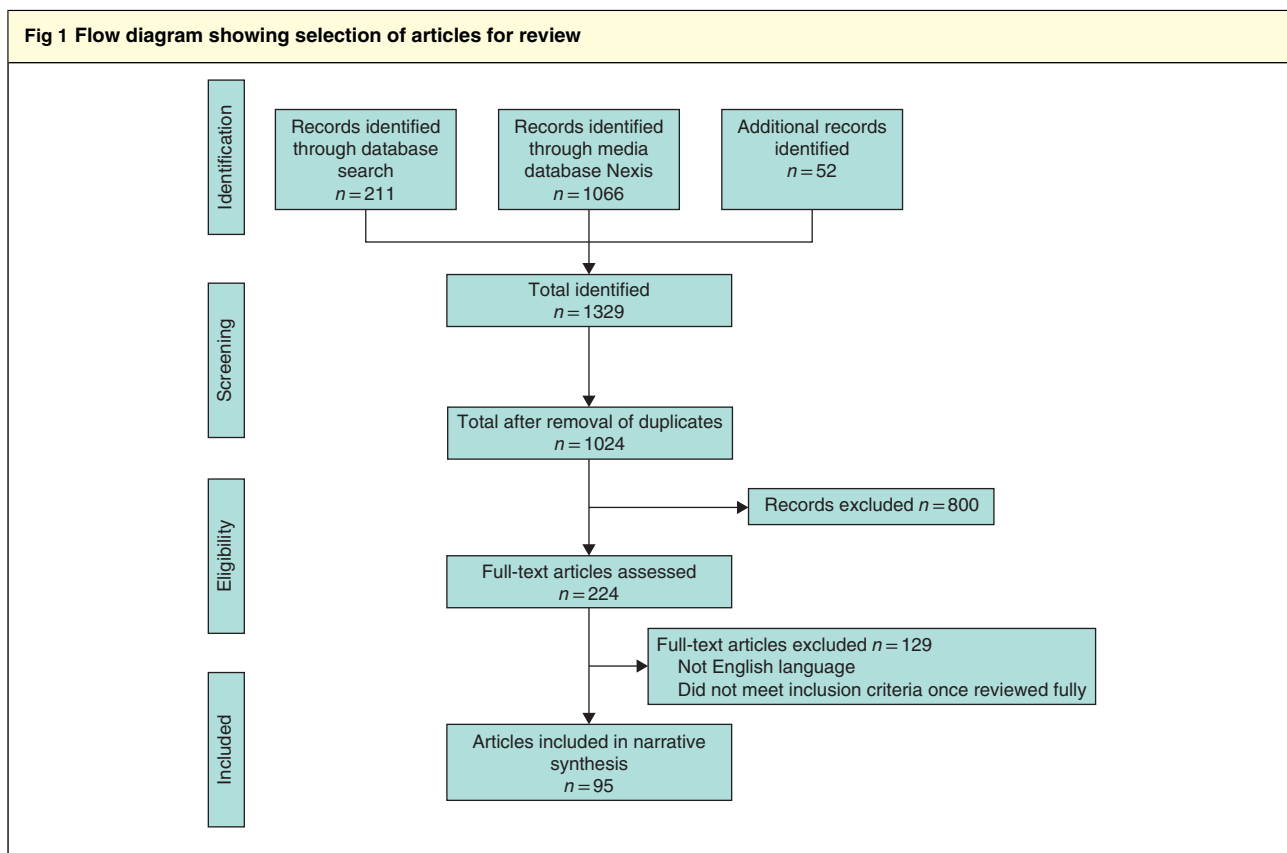 Fig 1 Flow diagram showing selection of articles for review
Identification
Records identified
through database
search
n=211
Records identified
through media
database Nexis
n=1066
Additional records
identified
n=52
Screening
Total identified
n=1329
Total after removal of duplicates
n=1024
Eligibility
Records excluded n=800
Full-text articles assessed
n=224
Full-text articles excluded n=129
Not English language
Did not meet inclusion criteria once reviewed fully
Included
Articles included in narrative
synthesis
n=95